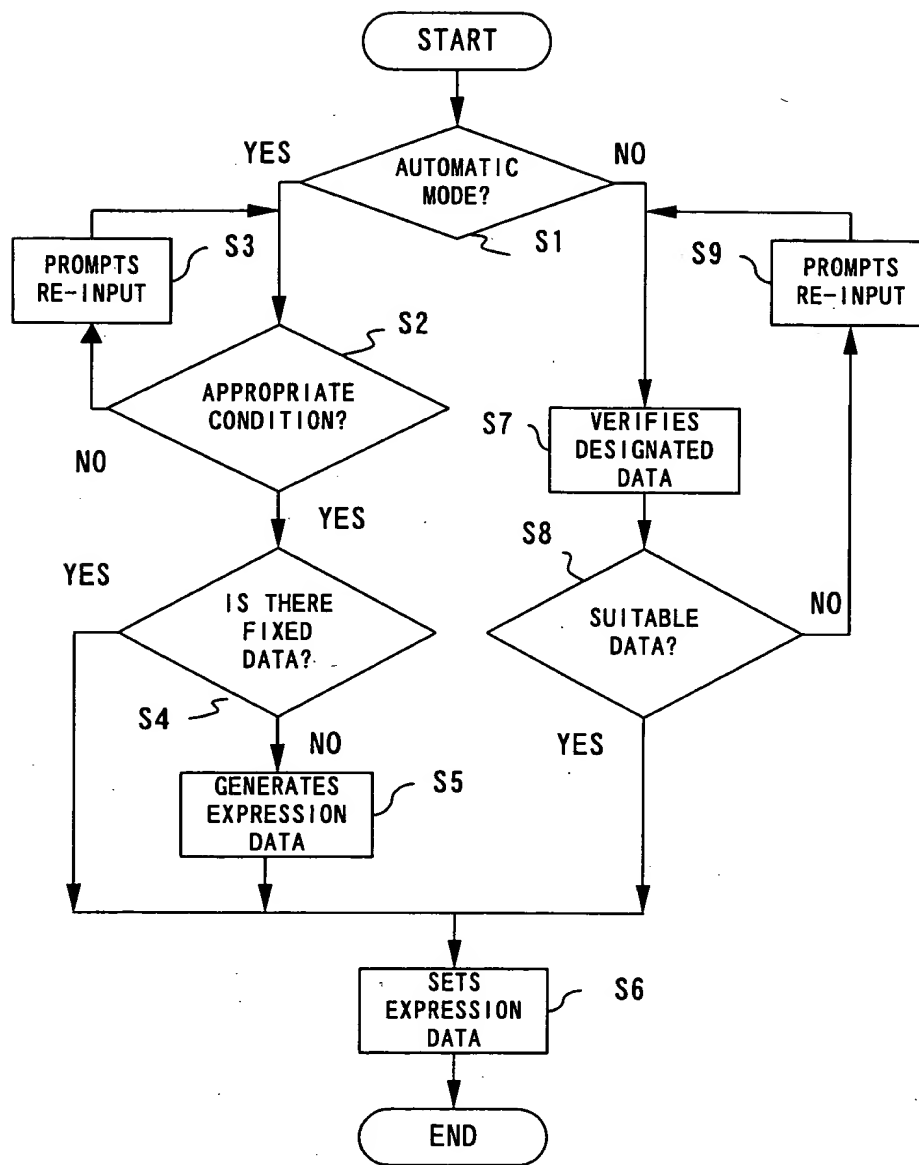 START
YES
AUTOMATIC
MODE?
NO
S1
PROMPTS
RE-INPUT
S3
S9
PROMPTS
RE-INPUT
S2
APPROPRIATE
CONDITION?
NO
YES
S7
VERIFIES
DESIGNATED
DATA
S8
YES
IS THERE
FIXED
DATA?
SUITABLE
DATA?
NO
S4
NO
YES
GENERATES
EXPRESSION
DATA
S5
SETS
EXPRESSION
DATA
S6
END